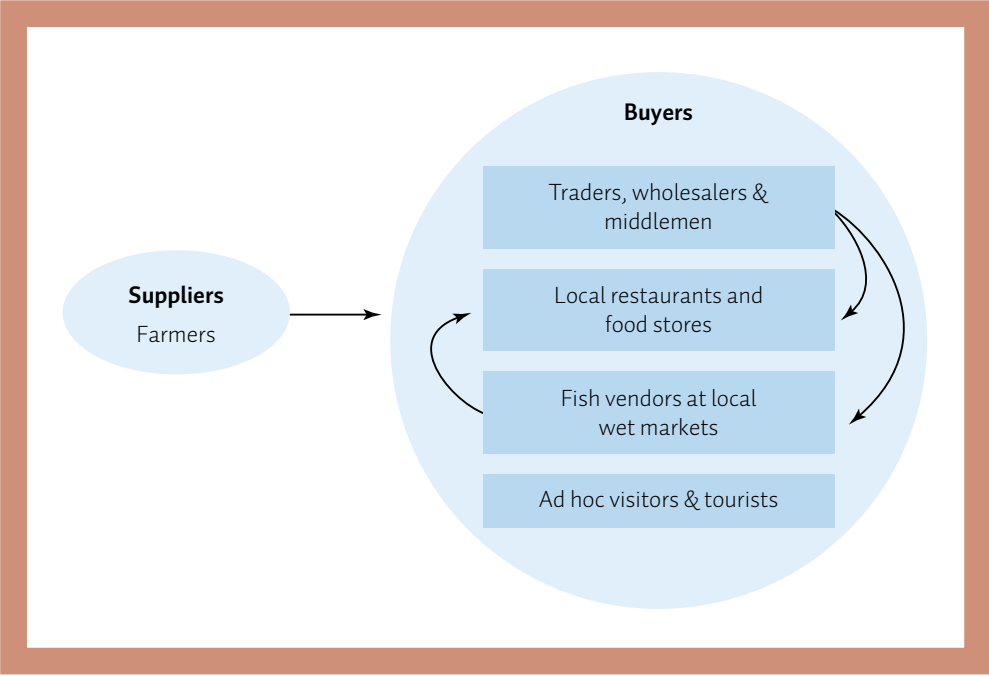 Buyers
Traders, wholesalers &
middlemen
Suppliers
Farmers
Local restaurants and
food stores
Fish vendors at local
wet markets
Ad hoc visitors & tourists